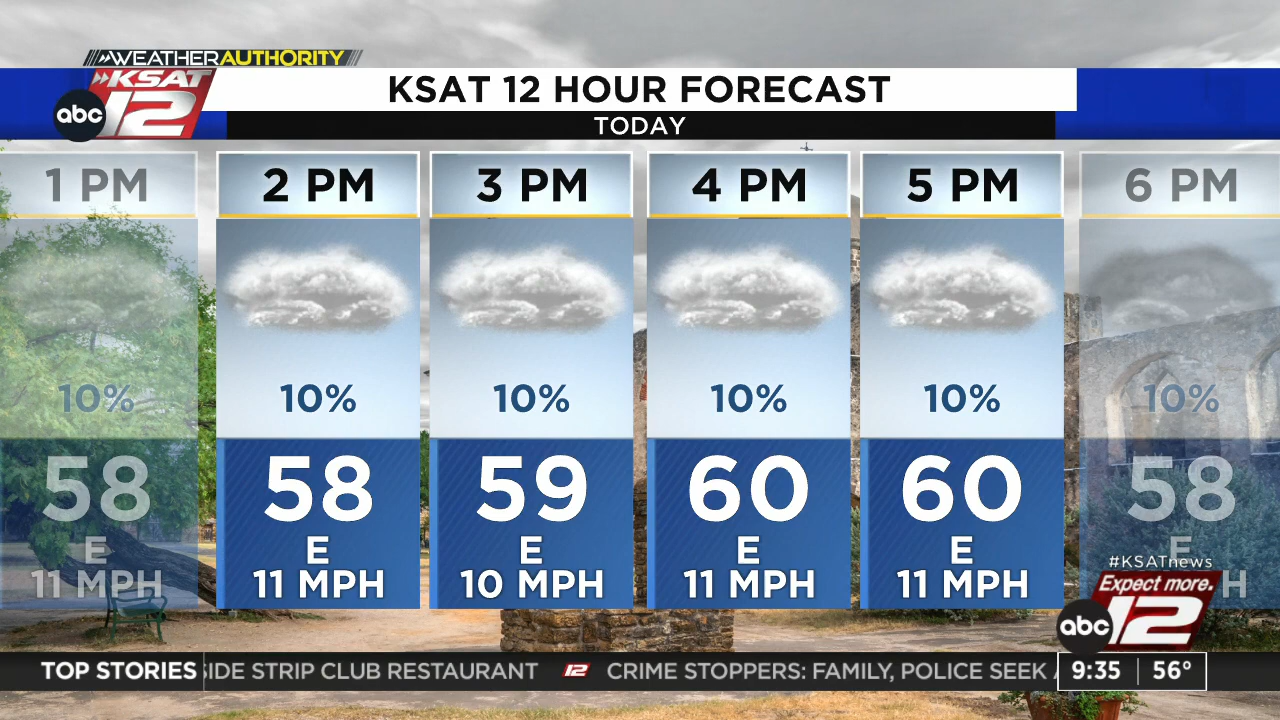 WEATHERAUTHORITY
KSAT
abc 12
KSAT 12 HOUR FORECAST
TODAY
1 PM 2 PM 3 PM 4 PM 5 PM 6 PM
10% 10% 10% 10% 10% 10%
58 58 59 60 60 58
E E E E E E
11 MPH 11 MPH 10 MPH 11 MPH 11 MPH H
#KSATnews
Expect more.
abc 12
TOP STORIES SIDE STRIP CLUB RESTAURANT 12 CRIME STOPPERS: FAMILY, POLICE SEEK 9:35 56°